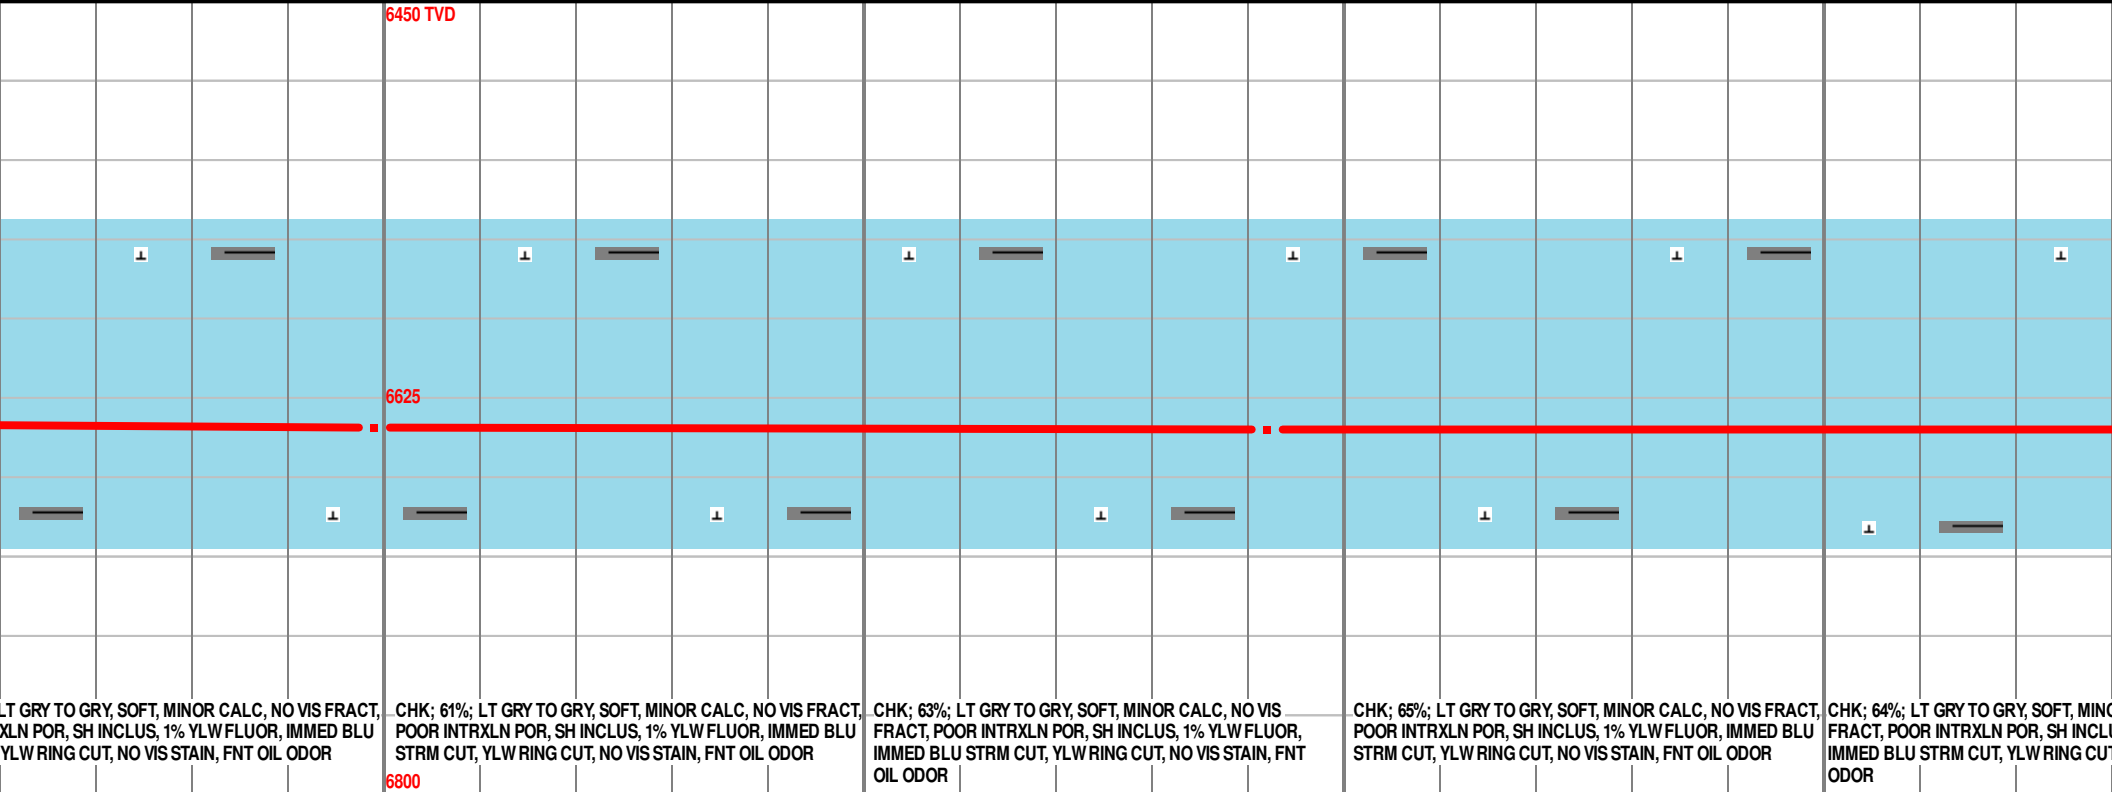 6450 TVD
6625
LT GRY TO GRY, SOFT, MINOR CALC, NO VIS FRACT,
XLN POR, SH INCLUS, 1% YLW FLUOR, IMMED BLU
YLW RING CUT, NO VIS STAIN, FNT OIL ODOR
CHK; 61%; LT GRY TO GRY, SOFT, MINOR CALC, NO VIS FRACT,
POOR INTRXLN POR, SH INCLUS, 1% YLW FLUOR, IMMED BLU
STRM CUT, YLW RING CUT, NO VIS STAIN, FNT OIL ODOR
CHK; 63%; LT GRY TO GRY, SOFT, MINOR CALC, NO VIS
FRACT, POOR INTRXLN POR, SH INCLUS, 1% YLW FLUOR,
IMMED BLU STRM CUT, YLW RING CUT, NO VIS STAIN, FNT
OIL ODOR
CHK; 65%; LT GRY TO GRY, SOFT, MINOR CALC, NO VIS FRACT,
POOR INTRXLN POR, SH INCLUS, 1% YLW FLUOR, IMMED BLU
STRM CUT, YLW RING CUT, NO VIS STAIN, FNT OIL ODOR
CHK; 64%; LT GRY TO GRY, SOFT, MINO
FRACT, POOR INTRXLN POR, SH INCLU
IMMED BLU STRM CUT, YLW RING CUT
ODOR
6800